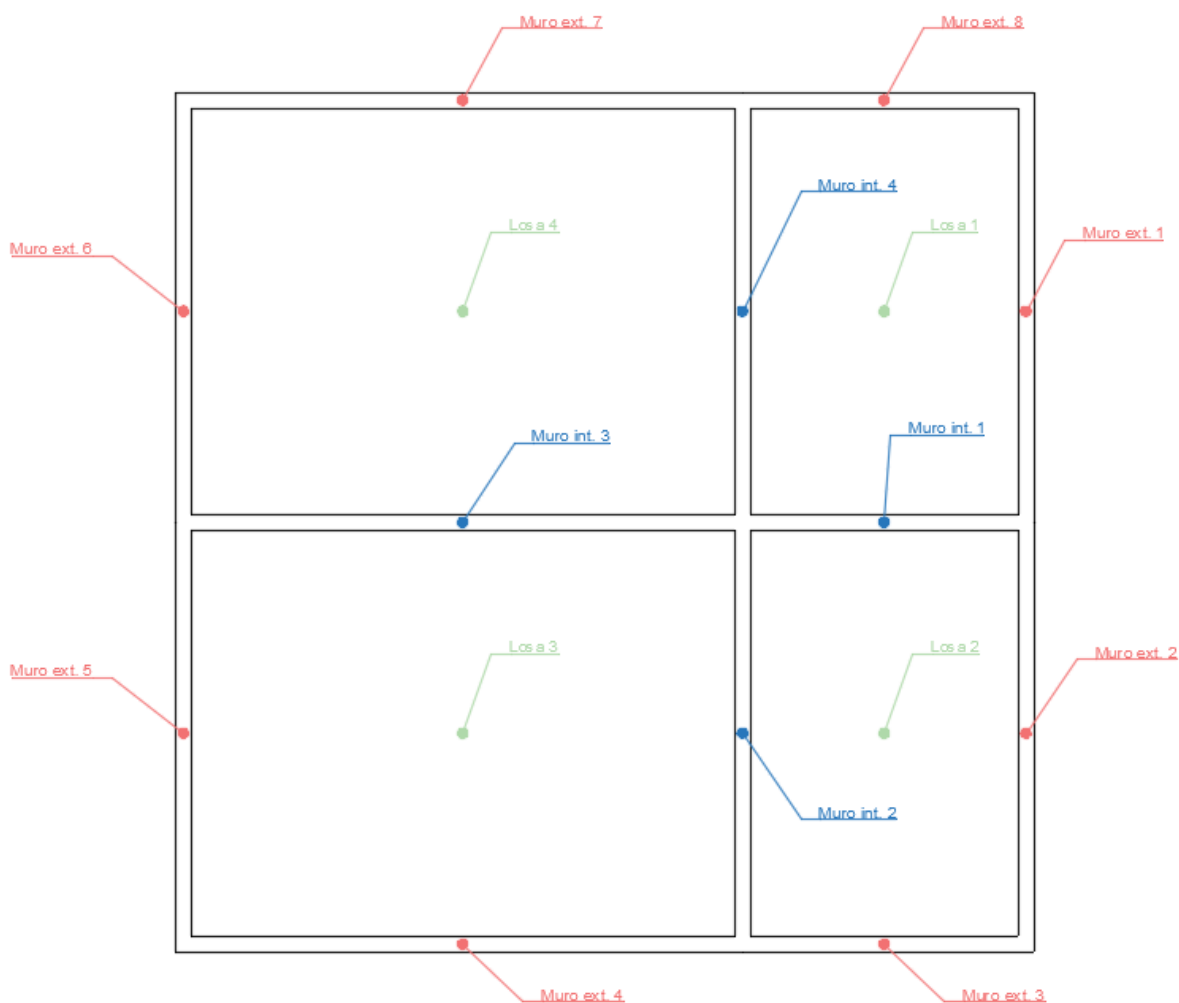 Muro ext. 7
Muro ext. 8
Muro int. 4
Losa 4
Losa 1
Muro ext. 1
Muro ext. 6
Muro int. 3
Muro int. 1
Losa 3
Losa 2
Muro ext. 2
Muro ext. 5
Muro int. 2
Muro ext. 4
Muro ext. 3